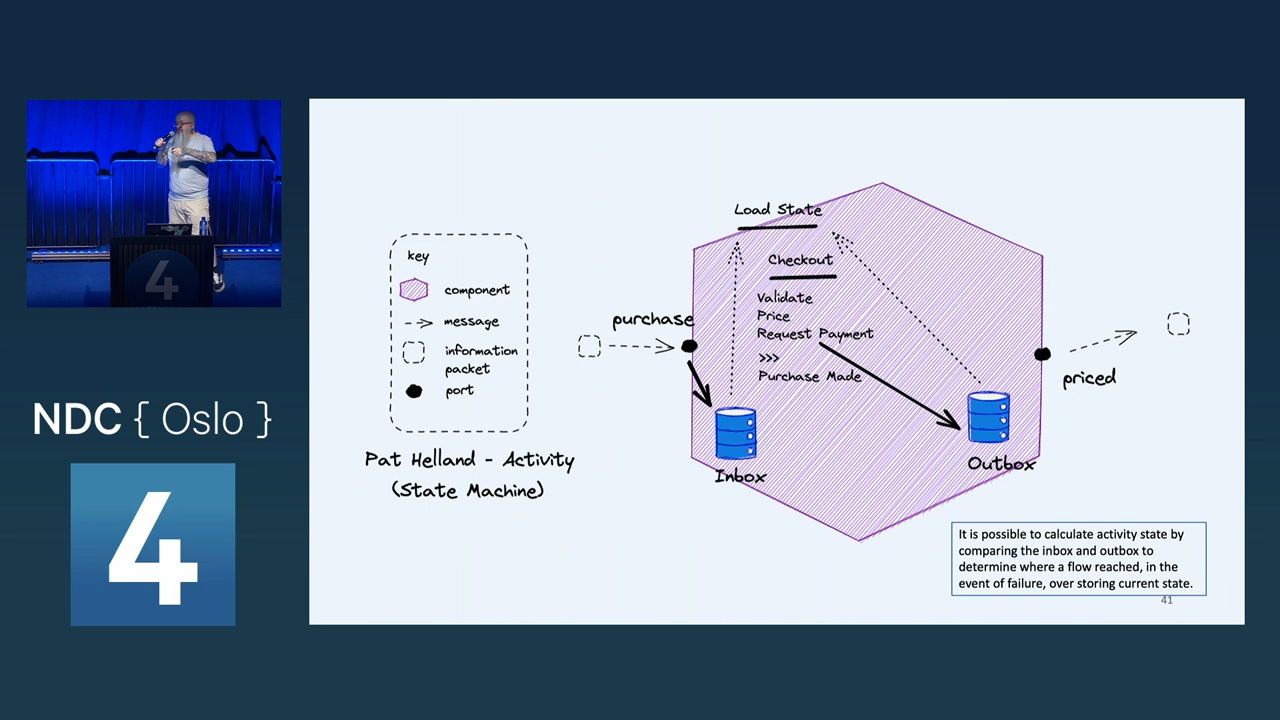 4
NDC { Oslo }
4
key
component
message
information
packet
port
Pat Helland - Activity
(State Machine)
purchase
Load State
Checkout
Validate
Price
Request Payment
>>>
Purchase Made
Inbox
Outbox
priced
It is possible to calculate activity state by
comparing the inbox and outbox to
determine where a flow reached, in the
event of failure, over storing current state.
41